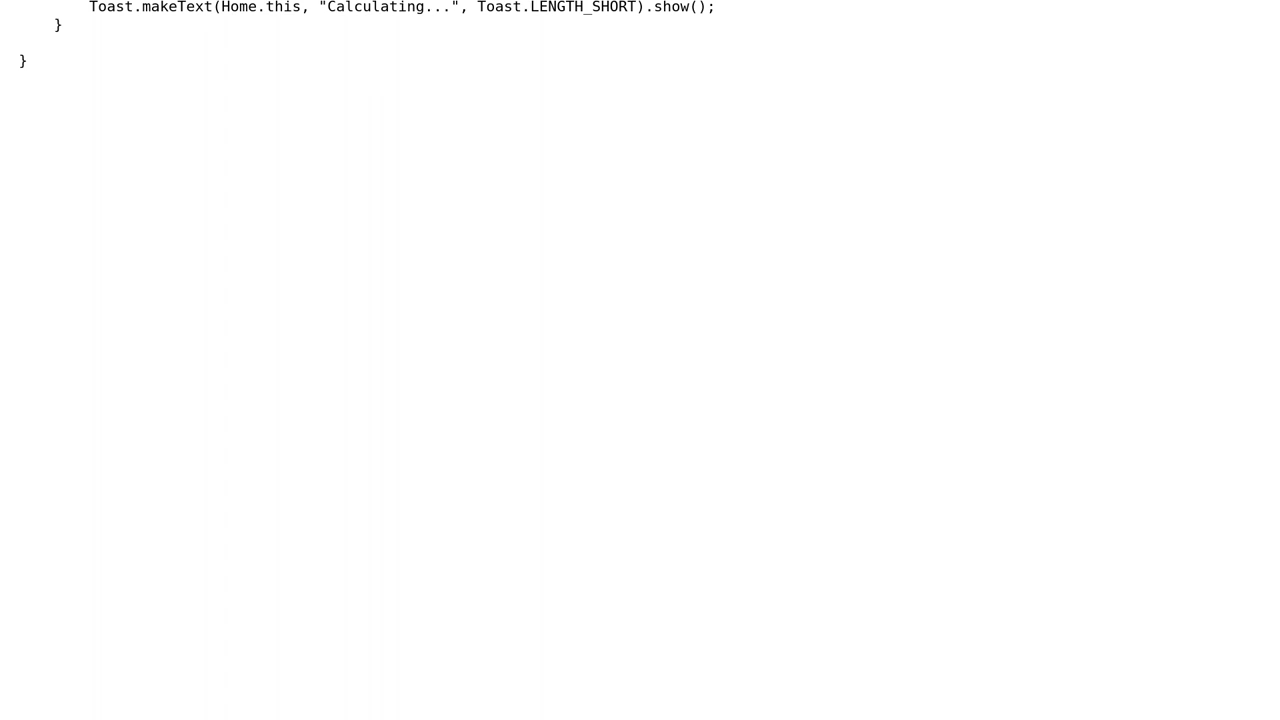 Toast.makeText(Home.this, "Calculating...", Toast.LENGTH_SHORT).show();
}
}